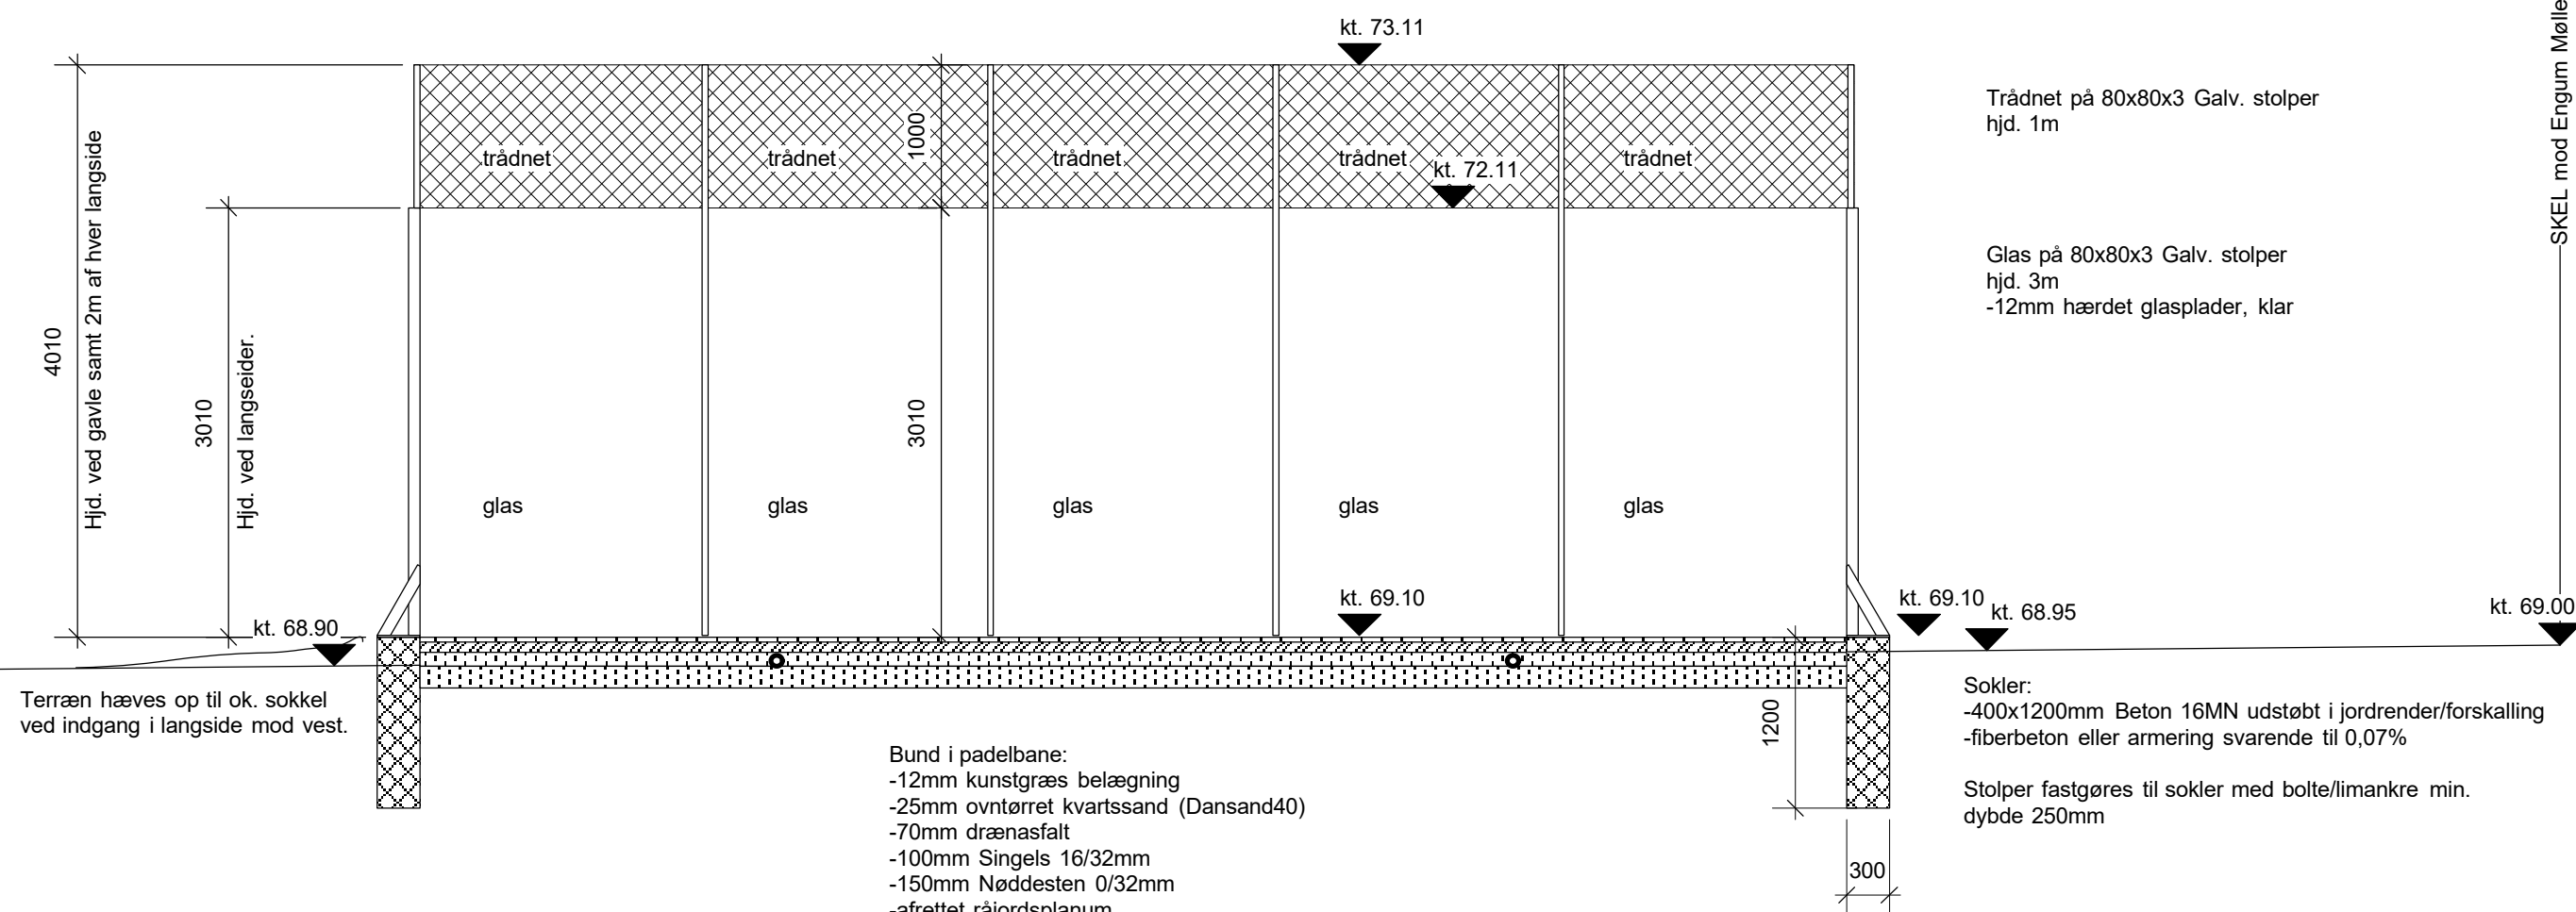 kt. 73.11
SKEL mod Engum Mølle
Trådnet på 80x80x3 Galv. stolper
hjd. 1m
trådnet
trådnet
1000
trådnet
trådnet
kt. 72.11
trådnet
Glas på 80x80x3 Galv. stolper
hjd. 3m
-12mm hærdet glasplader, klar
4010
Hjd. ved gavle samt 2m af hver langside
3010
Hjd. ved langseider.
3010
glas
glas
glas
glas
glas
kt. 68.90
kt. 69.10
kt. 69.10
kt. 68.95
kt. 69.00
Terræn hæves op til ok. sokkel
ved indgang i langside mod vest.
Sokler:
-400x1200mm Beton 16MN udstøbt i jordrender/forskalling
-fiberbeton eller armering svarende til 0,07%
Stolper fastgøres til sokler med bolte/limankre min.
dybde 250mm
1200
300
Bund i padelbane:
-12mm kunstgræs belægning
-25mm ovntørret kvartssand (Dansand40)
-70mm drænasfalt
-100mm Singels 16/32mm
-150mm Nøddesten 0/32mm
-afrettet råjordsplanum